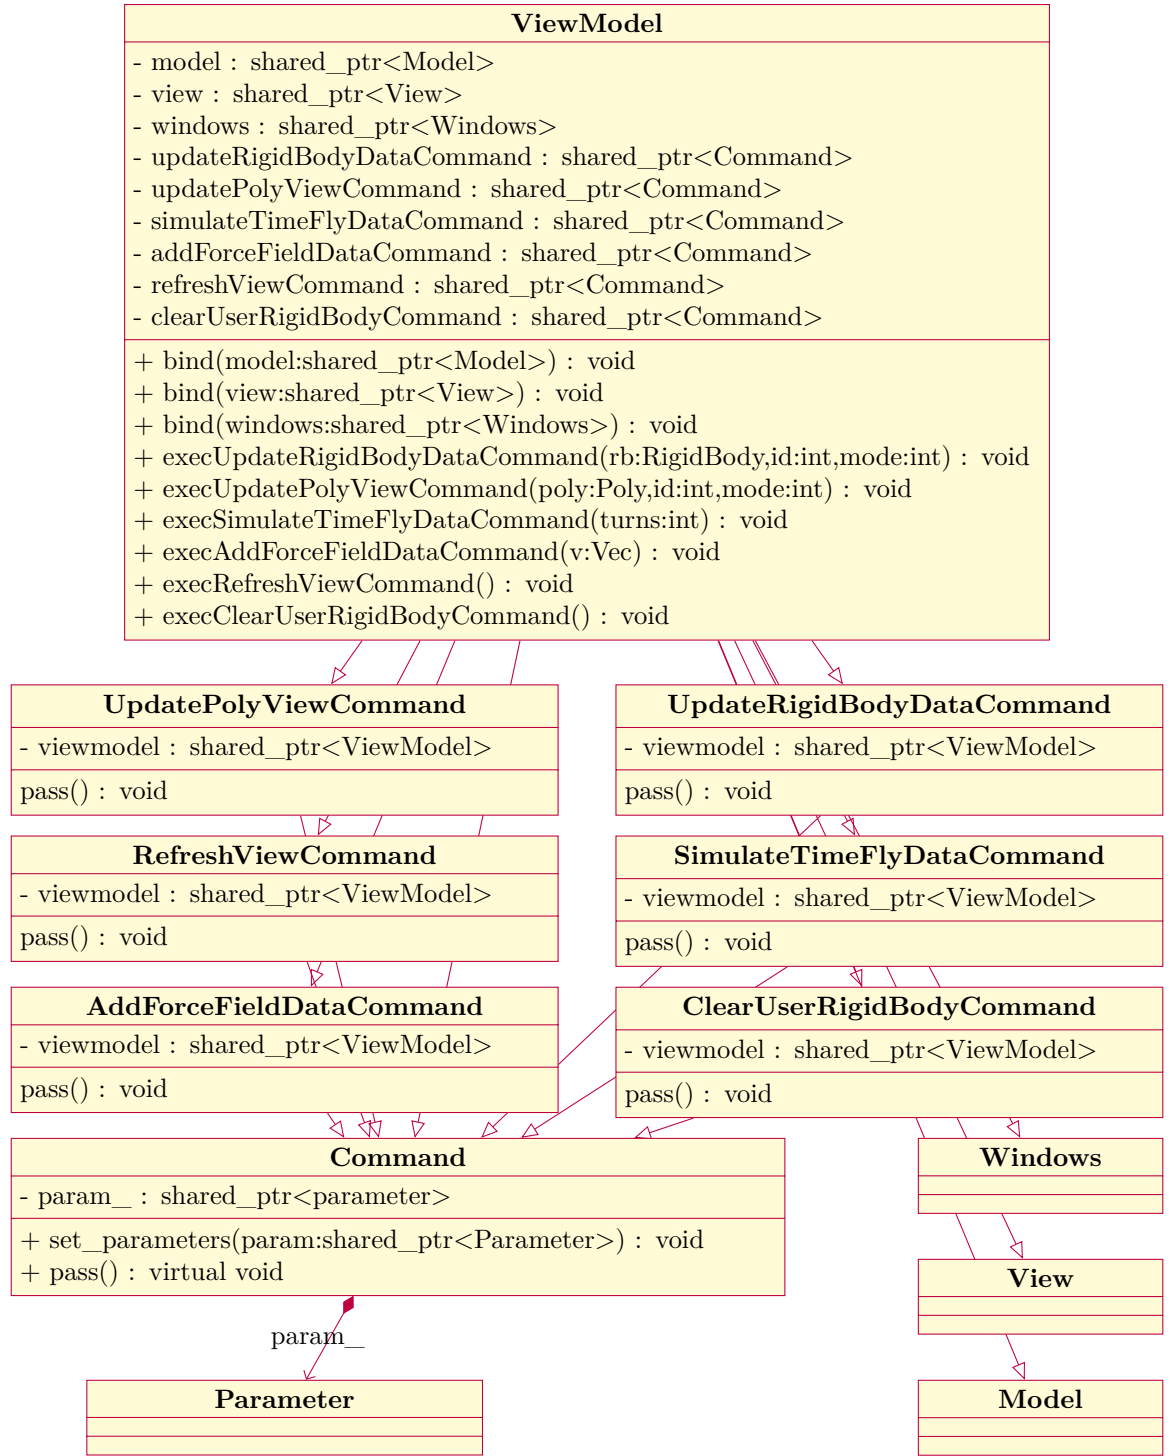 ViewModel
- model : shared_ptr<Model>
- view : shared_ptr<View>
- windows : shared_ptr<Windows>
- updateRigidBodyDataCommand : shared_ptr<Command>
- updatePolyViewCommand : shared_ptr<Command>
- simulateTimeFlyDataCommand : shared_ptr<Command>
- addForceFieldDataCommand : shared_ptr<Command>
- refreshViewCommand : shared_ptr<Command>
- clearUserRigidBodyCommand : shared_ptr<Command>
+ bind(model:shared_ptr<Model>) : void
+ bind(view:shared_ptr<View>) : void
+ bind(windows:shared_ptr<Windows>) : void
+ execUpdateRigidBodyDataCommand(rb:RigidBody,id:int,mode:int) : void
+ execUpdatePolyViewCommand(poly:Poly,id:int,mode:int) : void
+ execSimulateTimeFlyDataCommand(turns:int) : void
+ execAddForceFieldDataCommand(v:Vec) : void
+ execRefreshViewCommand() : void
+ execClearUserRigidBodyCommand() : void
UpdatePolyViewCommand
- viewmodel : shared_ptr<ViewModel>
pass() : void
UpdateRigidBodyDataCommand
- viewmodel : shared_ptr<ViewModel>
pass() : void
RefreshViewCommand
- viewmodel : shared_ptr<ViewModel>
pass() : void
SimulateTimeFlyDataCommand
- viewmodel : shared_ptr<ViewModel>
pass() : void
AddForceFieldDataCommand
- viewmodel : shared_ptr<ViewModel>
pass() : void
ClearUserRigidBodyCommand
- viewmodel : shared_ptr<ViewModel>
pass() : void
Command
- param_ : shared_ptr<parameter>
+ set_parameters(param:shared_ptr<Parameter>) : void
+ pass() : virtual void
Windows
View
param_
Parameter
Model